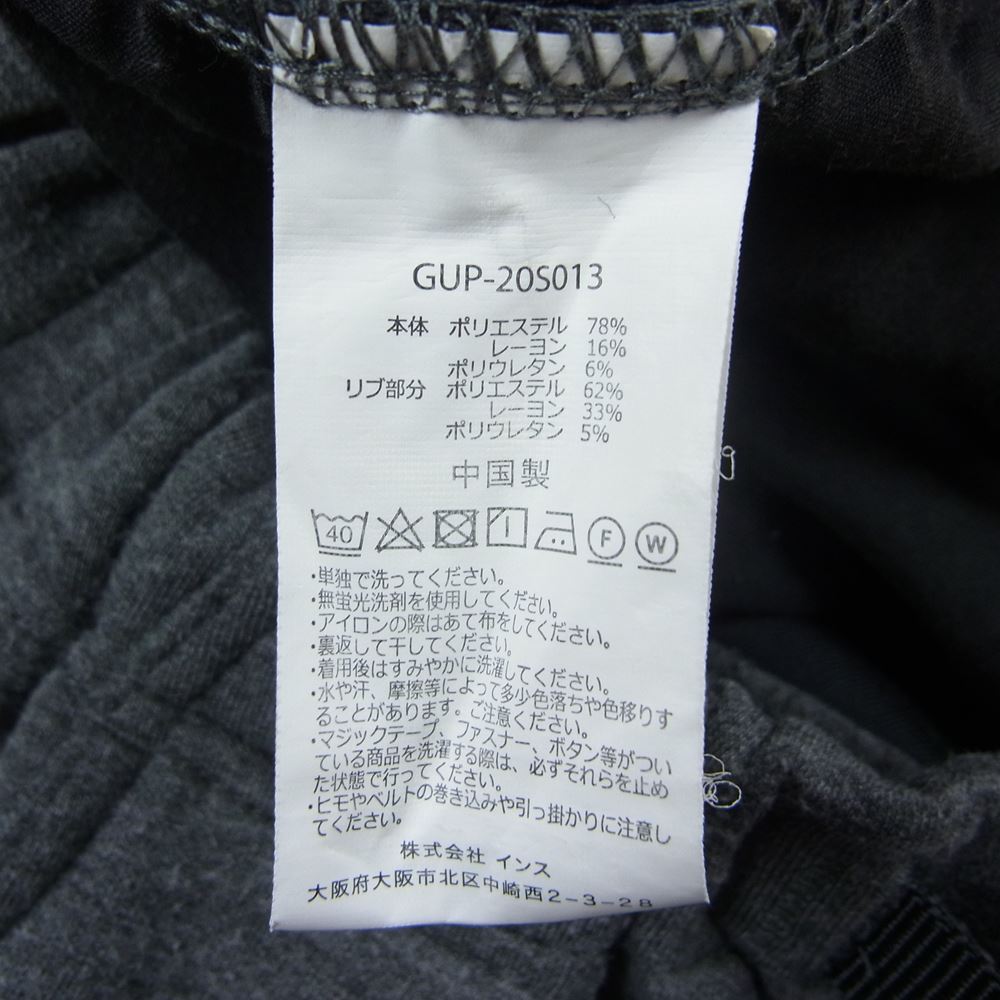 GUP-20S013
本体 ポリエステル 78%
レーヨン 16%
ポリウレタン 6%
リブ部分 ポリエステル 62%
レーヨン 33%
ポリウレタン 5%
中国製
40 F W
・単独で洗ってください。
・無蛍光洗剤を使用してください。
・アイロンの際はあて布をしてください。
・裏返して干してください。
・着用後はすみやかに洗濯してください。
・水や汗、摩擦等によって多少色落ちや色移りす
ることがあります。ご注意ください。
・マジックテープ、ファスナー、ボタン等がつい
ている商品を洗濯する際は、必ずそれらを止め
た状態で行ってください。
・ヒモやベルトの巻き込みや引っ掛かりに注意し
てください。
株式会社 インス
大阪府大阪市北区中崎西2-3-28